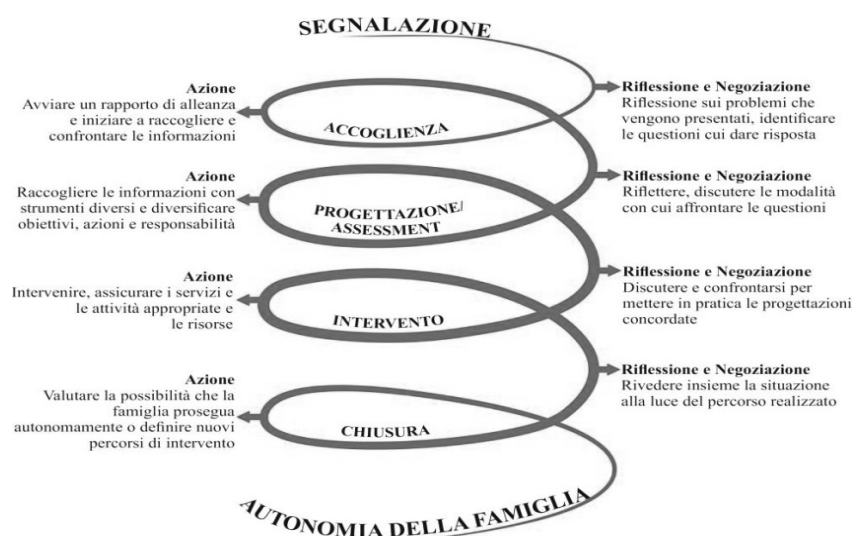 SEGNALAZIONE
Azione
Avviare un rapporto di alleanza
e iniziare a raccogliere e
confrontare le informazioni
ACCOGLIENZA
Riflessione e Negoziazione
Riflessione sui problemi che
vengono presentati, identificare
le questioni cui dare risposta
Azione
Raccogliere le informazioni con
strumenti diversi e diversificare
obiettivi, azioni e responsabilità
PROGETTAZIONE/
ASSESSMENT
Riflessione e Negoziazione
Riflettere, discutere le modalità
con cui affrontare le questioni
Azione
Intervenire, assicurare i servizi e
le attività appropriate e
le risorse
INTERVENTO
Riflessione e Negoziazione
Discutere e confrontarsi per
mettere in pratica le progettazioni
concordate
Azione
Valutare la possibilità che la
famiglia prosegua
autonomamente o definire nuovi
percorsi di intervento
CHIUSURA
Riflessione e Negoziazione
Rivedere insieme la situazione
alla luce del percorso realizzato
AUTONOMIA DELLA FAMIGLIA